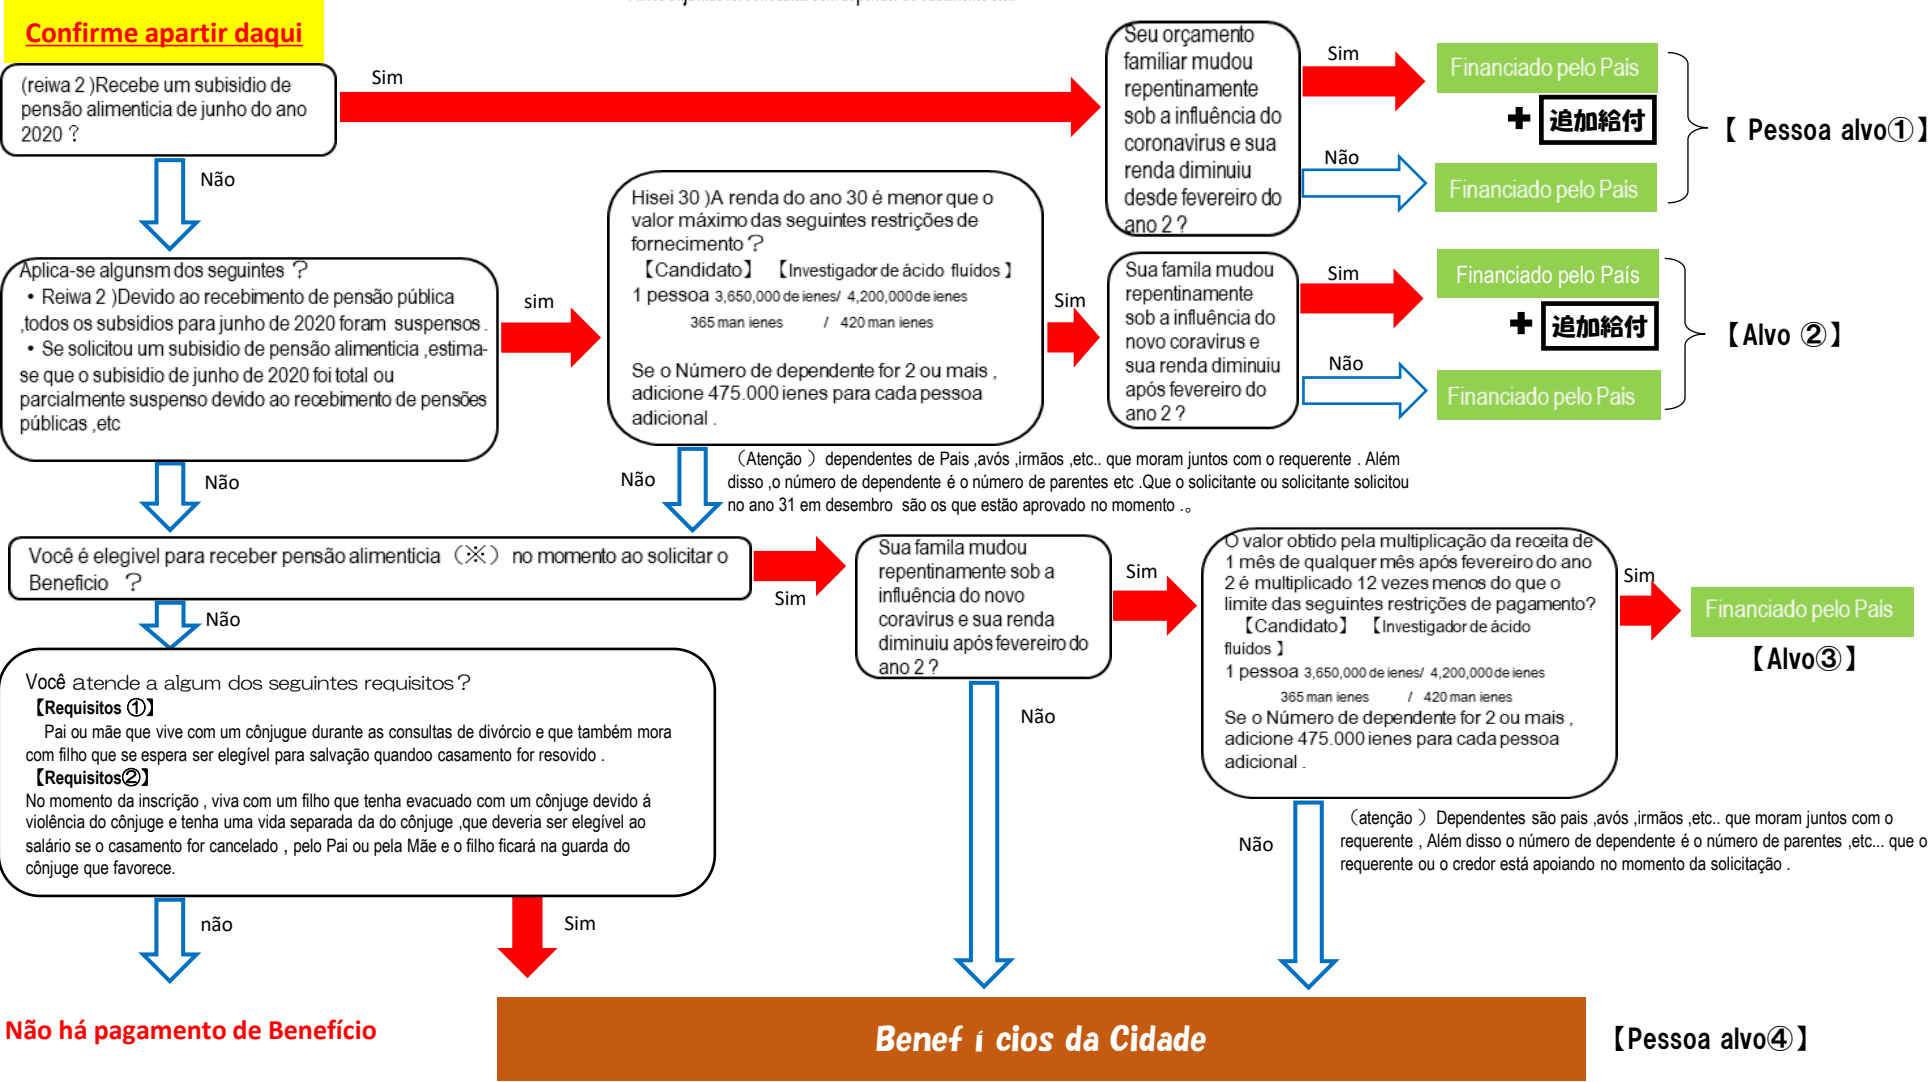 Confirme apartir daqui
(reiwa 2 )Recebe um subisidio de
pensão alimenticia de junho do ano
2020 ?
Sim
Não
Seu orçamento
familiar mudou
repentinamente
sob a influência do
coronavirus e sua
renda diminuiu
desde fevereiro do
ano 2 ?
Sim
Não
Financiado pelo País
+ 追加給付
Financiado pelo País
【 Pessoa alvo①】
Aplica-se algunsm dos seguintes ?
• Reiwa 2 )Devido ao recebimento de pensão pública
,todos os subsidios para junho de 2020 foram suspensos .
• Se solicitou um subisidio de pensão alimenticia ,estima-
se que o subisidio de junho de 2020 foi total ou
parcialmente suspenso devido ao recebimento de pensões
públicas ,etc
sim
Não
Hisei 30 )A renda do ano 30 é menor que o
valor máximo das seguintes restrições de
fornecimento ?
【Candidato】 【Investigador de ácido fluídos 】
1 pessoa 3,650,000 de ienes/ 4,200,000 de ienes
365 man ienes / 420 man ienes
Se o Número de dependente for 2 ou mais ,
adicione 475.000 ienes para cada pessoa
adicional .
Sim
Não
Sua famila mudou
repentinamente
sob a influência do
novo coravirus e
sua renda diminuiu
após fevereiro do
ano 2 ?
Sim
Não
Financiado pelo País
+ 追加給付
Financiado pelo País
【Alvo ②】
（Atenção ）dependentes de Pais ,avós ,irmãos ,etc.. que moram juntos com o requerente . Além
disso ,o número de dependente é o número de parentes etc .Que o solicitante ou solicitante solicitou
no ano 31 em desembro são os que estão aprovado no momento .。
Você é elegivel para receber pensão alimenticia （※）no momento ao solicitar o
Beneficio ?
Sim
Não
Sua famila mudou
repentinamente sob a
influência do novo
coravirus e sua renda
diminuiu após fevereiro do
ano 2 ?
Sim
Não
O valor obtido pela multiplicação da receita de
1 mês de qualquer mês após fevereiro do ano
2 é multiplicado 12 vezes menos do que o
limite das seguintes restrições de pagamento?
【Candidato】 【Investigador de ácido
fluídos 】
1 pessoa 3,650,000 de ienes/ 4,200,000 de ienes
365 man ienes / 420 man ienes
Se o Número de dependente for 2 ou mais ,
adicione 475.000 ienes para cada pessoa
adicional .
Sim
Não
Financiado pelo País
【Alvo③】
（atenção ）Dependentes são pais ,avós ,irmãos ,etc.. que moram juntos com o
requerente , Além disso o número de dependente é o número de parentes ,etc... que o
requerente ou o credor está apoiando no momento da solicitação .
Você atende a algum dos seguintes requisitos ?
【Requisitos ①】
Pai ou mãe que vive com um cônjugue durante as consultas de divórcio e que também mora
com filho que se espera ser elegível para salvação quandoo casamento for resovido .
【Requisitos②】
No momento da inscrição , viva com um filho que tenha evacuado com um cônjuge devido á
violência do cônjuge e tenha uma vida separada da do cônjuge ,que deveria ser elegível ao
salário se o casamento for cancelado , pelo Pai ou pela Mãe e o filho ficará na guarda do
cônjuge que favorece.
não
Sim
Não há pagamento de Benefício
Benef í cios da Cidade
【Pessoa alvo④】